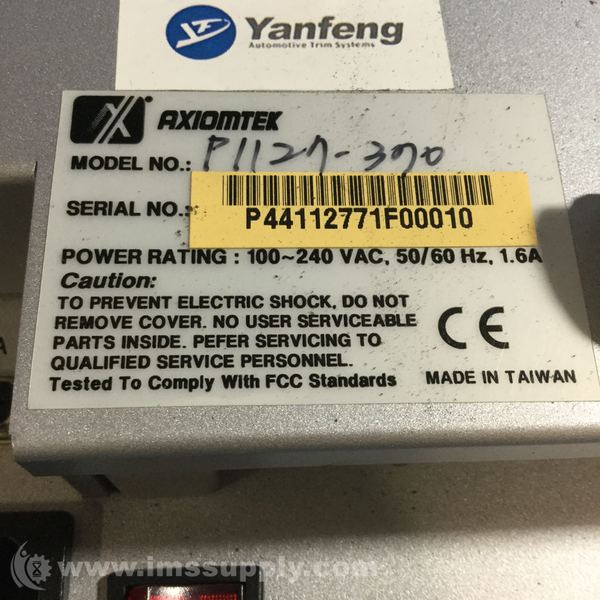 YF
Yanfeng
Automotive Trim Systems
AXIOMTEK
MODEL NO.: P1127-370
SERIAL NO.:
P44112771F00010
POWER RATING : 100~240 VAC, 50/60 Hz, 1.6A
Caution:
TO PREVENT ELECTRIC SHOCK, DO NOT
REMOVE COVER. NO USER SERVICEABLE
PARTS INSIDE. PEFER SERVICING TO
QUALIFIED SERVICE PERSONNEL.
Tested To Comply With FCC Standards
CE
MADE IN TAIWAN
A
www.imssupply.com